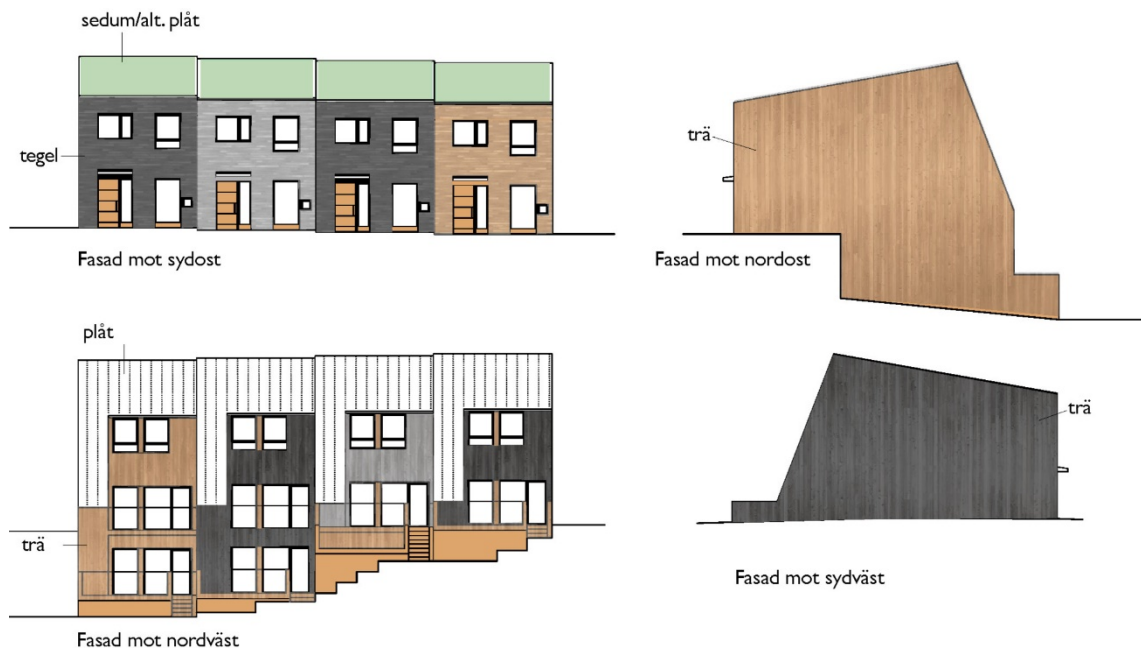 sedum/alt. plåt
tegel
Fasad mot sydost
trä
Fasad mot nordost
plåt
trä
Fasad mot nordväst
trä
Fasad mot sydväst